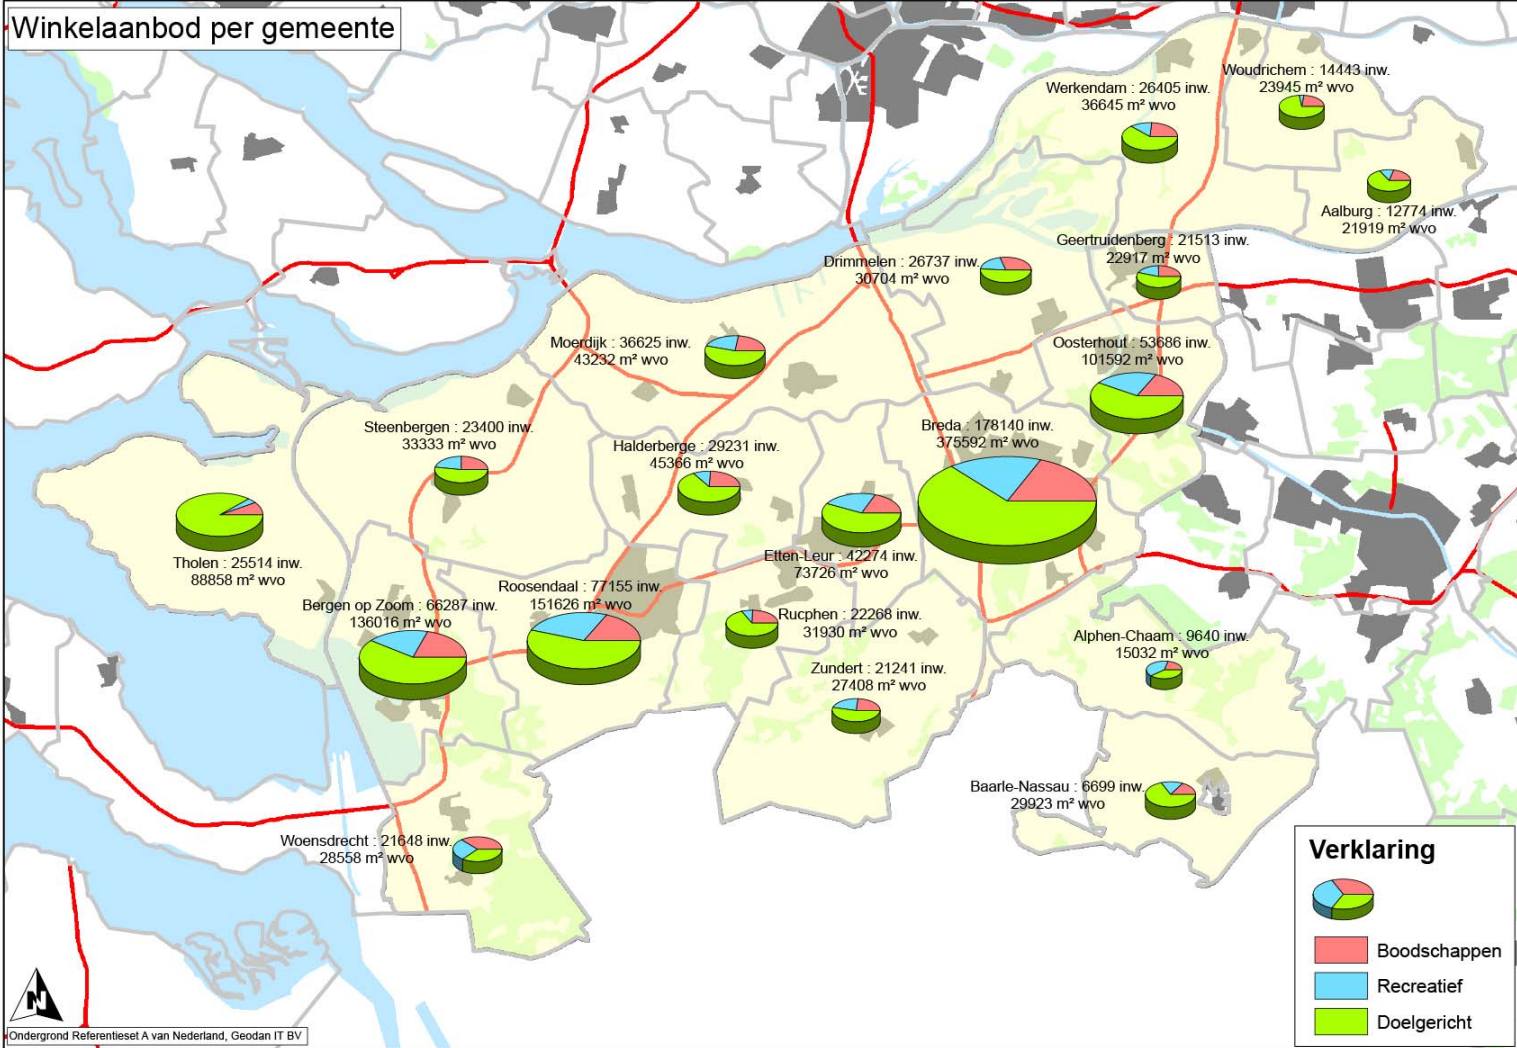 Winkelaanbod per gemeente
Woudrichem : 14443 inw.
23945 m² wvo
Werkendam : 26405 inw.
36645 m² wvo
Aalburg : 12774 inw.
21919 m² wvo
Geertruidenberg : 21513 inw.
22917 m² wvo
Drimmelen : 26737 inw.
30704 m² wvo
Moerdijk : 36625 inw.
43232 m² wvo
Oosterhout : 53686 inw.
101592 m² wvo
Steenbergen : 23400 inw.
33333 m² wvo
Halderberge : 29231 inw.
45366 m² wvo
Breda : 178140 inw.
375592 m² wvo
Tholen : 25514 inw.
88858 m² wvo
Etten-Leur : 42274 inw.
73726 m² wvo
Roosendaal : 77155 inw.
151626 m² wvo
Bergen op Zoom : 66287 inw.
136016 m² wvo
Rucphen : 22268 inw.
31930 m² wvo
Alphen-Chaam : 9640 inw.
15032 m² wvo
Zundert : 21241 inw.
27408 m² wvo
Baarle-Nassau : 6699 inw.
29923 m² wvo
Woensdrecht : 21648 inw.
28558 m² wvo
Verklaring
Boodschappen
Recreatief
Doelgericht
N
Ondergrond Referentieset A van Nederland, Geodan IT BV